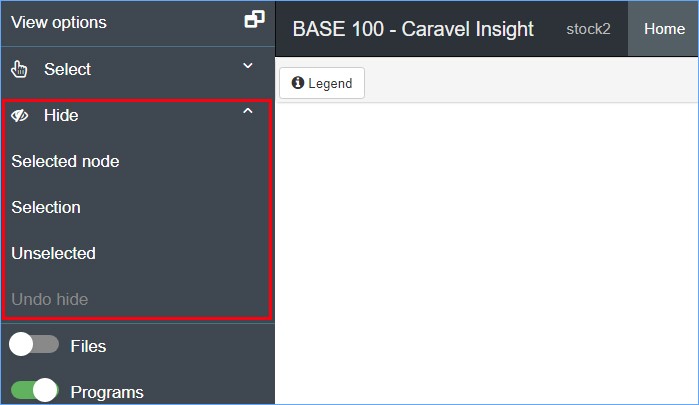 View options
BASE 100 - Caravel Insight
stock2
Home
Select
Legend
Hide
Selected node
Selection
Unselected
Undo hide
Files
Programs